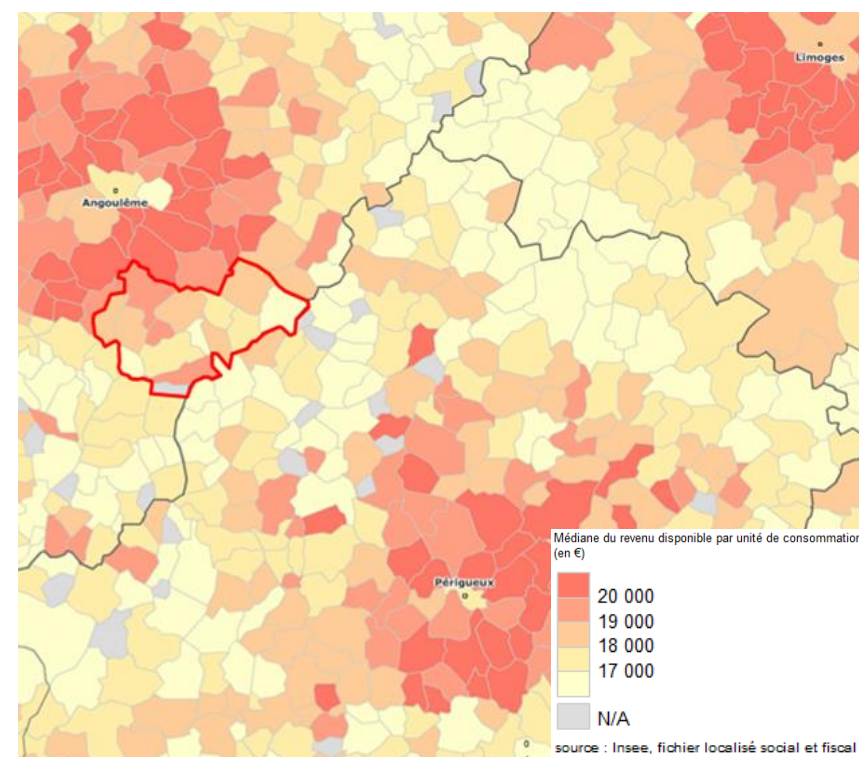 Limoges
Angoulême
Périgueux
Médiane du revenu disponible par unité de consommation
(en €)
20 000
19 000
18 000
17 000
N/A
source : Insee, fichier localisé social et fiscal